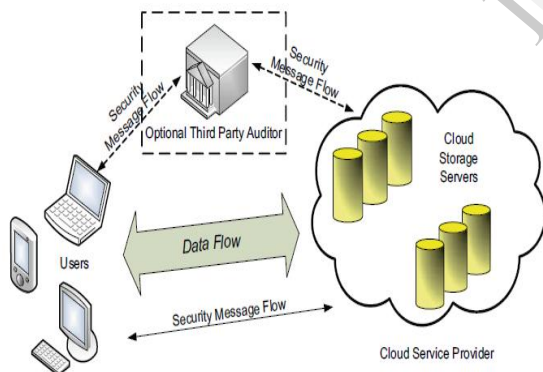 Security
Message Flow
Security
Message Flow
Optional Third Party Auditor
Cloud
Storage
Servers
Users
Data Flow
Security Message Flow
Cloud Service Provider